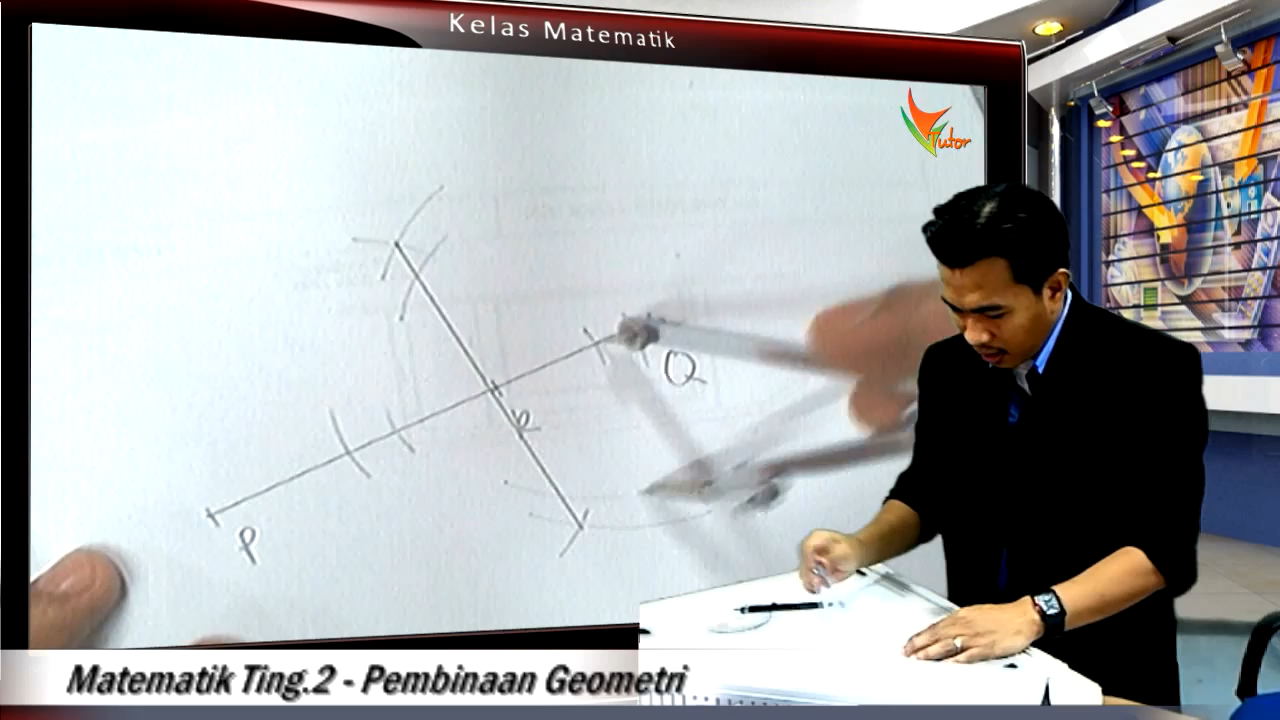 Kelas Matematik
Tutor
Q
R
P
Matematik Ting.2 - Pembinaan Geometri